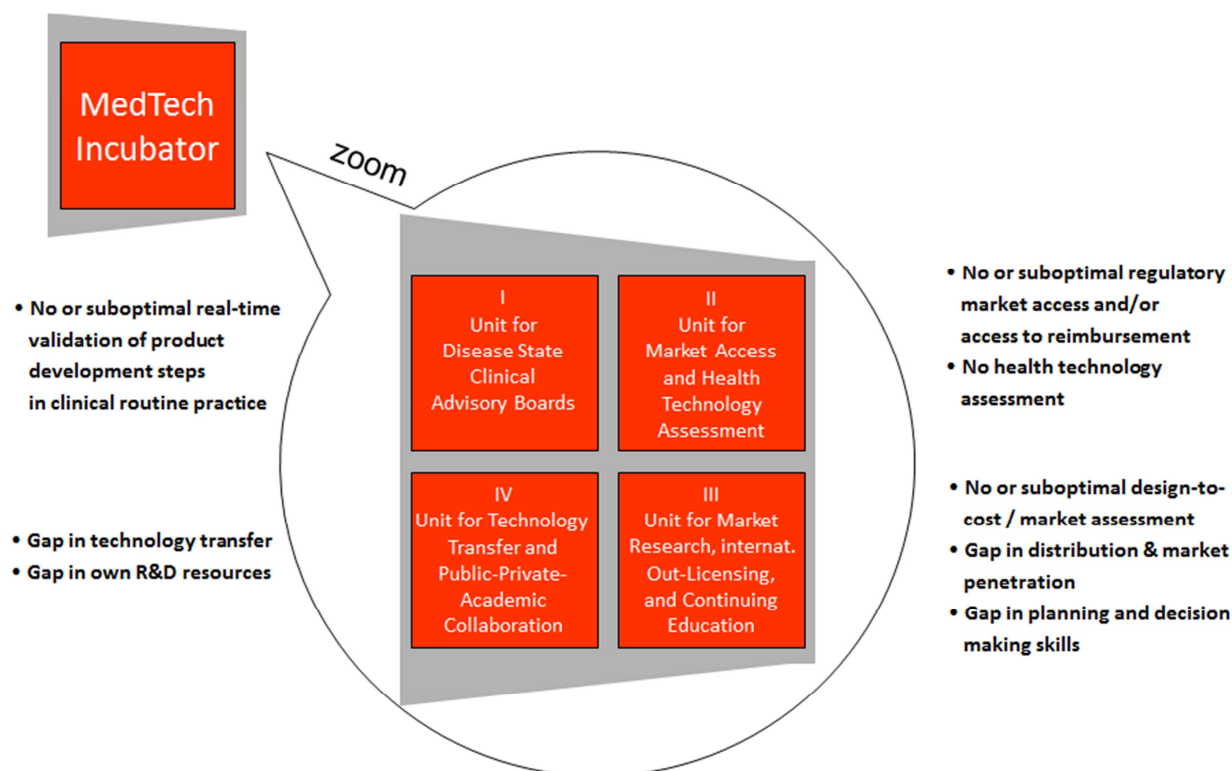 MedTech
Incubator
zoom
• No or suboptimal real-time
validation of product
development steps
in clinical routine practice
• Gap in technology transfer
• Gap in own R&D resources
I
Unit for
Disease State
Clinical
Advisory Boards
II
Unit for
Market Access
and Health
Technology
Assessment
IV
Unit for Technology
Transfer and
Public-Private-
Academic
Collaboration
III
Unit for Market
Research, internat.
Out-Licensing,
and Continuing
Education
• No or suboptimal regulatory
market access and/or
access to reimbursement
• No health technology
assessment
• No or suboptimal design-to-
cost / market assessment
• Gap in distribution & market
penetration
• Gap in planning and decision
making skills